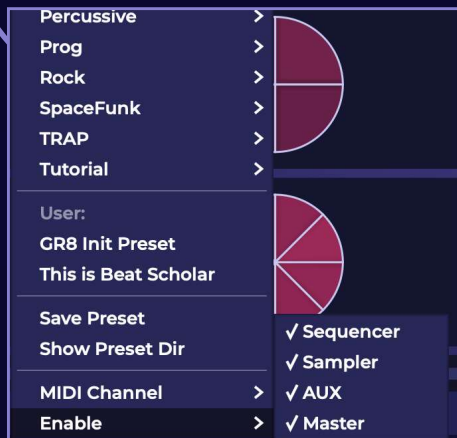 Percussive
Prog
Rock
SpaceFunk
TRAP
Tutorial
User:
GR8 Init Preset
This is Beat Scholar
Save Preset
Show Preset Dir
MIDI Channel
Enable
✓ Sequencer
✓ Sampler
✓ AUX
✓ Master